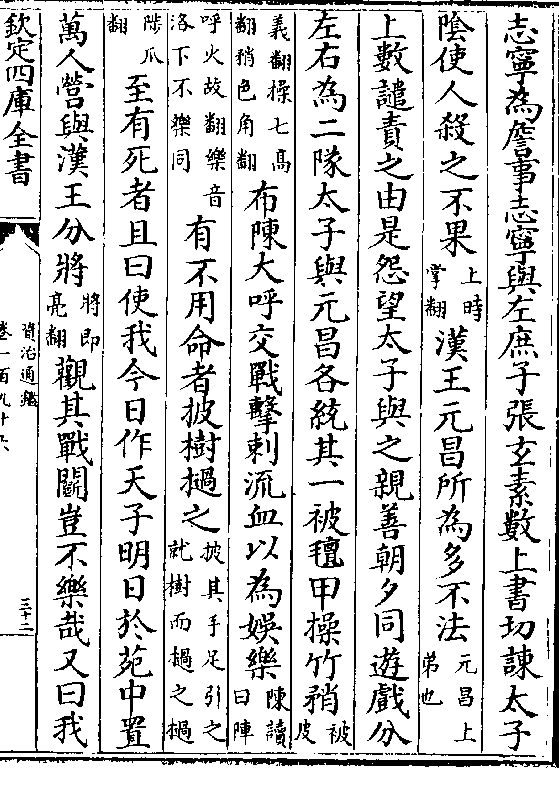 志寧為詹事志寧與左庶子張玄素數上書切諫太子
陰使人殺之不果上時掌翻漢王元昌所為多不法元昌上弟也
上數譴責之由是怨望太子與之親善朝夕同遊戲分
左右為二隊太子與元昌各統其一被氊甲操竹矟被皮
義翻操七髙翻矟色角翻布陳大呼交戰擊刺流血以為娯樂陳讀曰陣
呼火故翻樂音洛下不樂同有不用命者披樹撾之披其手足引之就樹而撾之撾
陟爪翻至有死者且曰使我今日作天子明日於苑中置
萬人營與漢王分將將即亮翻觀其戰鬬豈不樂哉又曰我
欽定四庫全書
資治通鑑
卷一百九十六
三十二